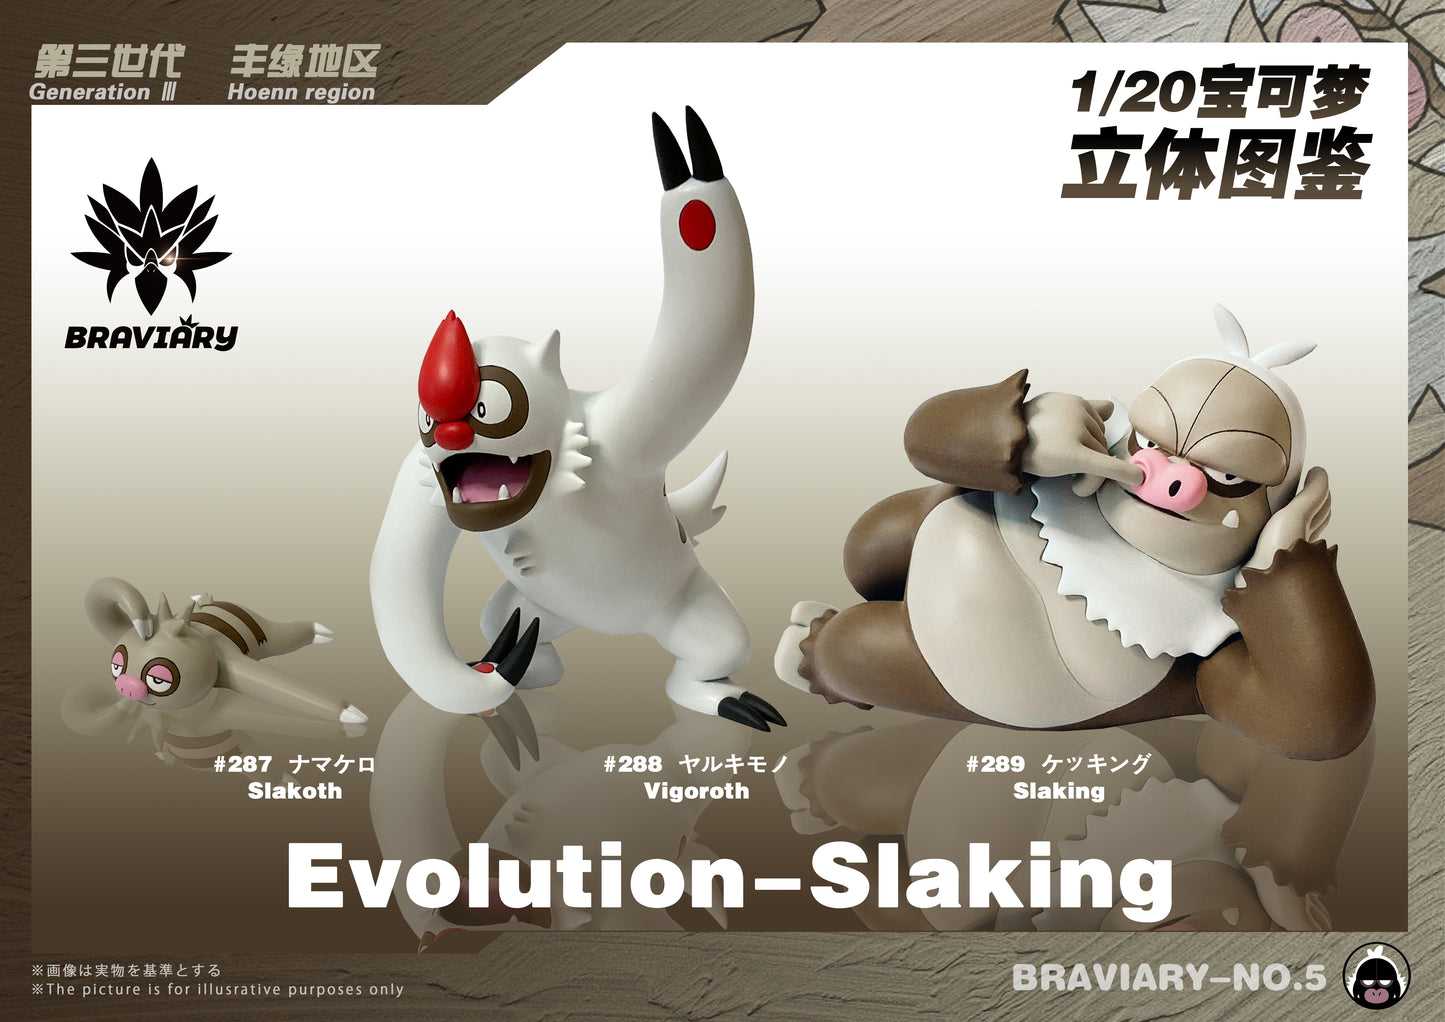 第三世代 丰缘地区
Generation Ⅲ Hoenn region
1/20宝可梦
立体图鉴
BRAVIARY
#287 ナマケロ
Slakoth
#288 ヤルキモノ
Vigoroth
#289 ケッキング
Slaking
Evolution-Slaking
※画像は実物を基準とする
※The picture is for illusrative purposes only
BRAVIARY-NO.5